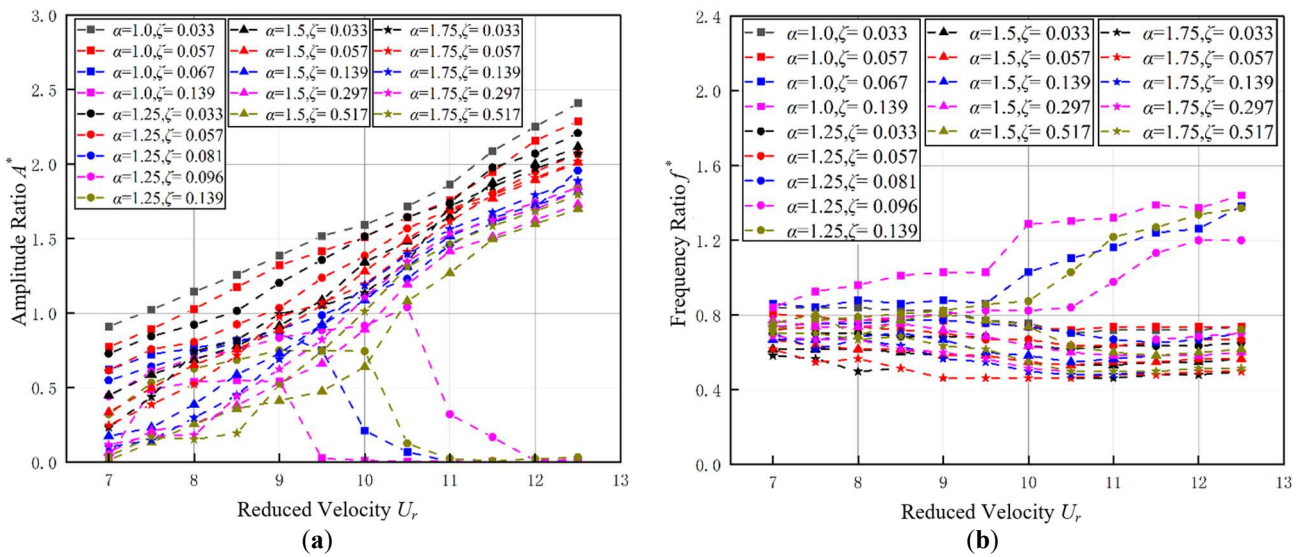 Amplitude Ratio A*
3.0
2.5
2.0
1.5
1.0
0.5
0.0
α=1.0,ζ= 0.033
α=1.0,ζ= 0.057
α=1.0,ζ= 0.067
α=1.0,ζ= 0.139
α=1.25,ζ= 0.033
α=1.25,ζ= 0.057
α=1.25,ζ= 0.081
α=1.25,ζ= 0.096
α=1.25,ζ= 0.139
α=1.5,ζ= 0.033
α=1.5,ζ= 0.057
α=1.5,ζ= 0.139
α=1.5,ζ= 0.297
α=1.5,ζ= 0.517
α=1.75,ζ= 0.033
α=1.75,ζ= 0.057
α=1.75,ζ= 0.139
α=1.75,ζ= 0.297
α=1.75,ζ= 0.517
7 8 9 10 11 12 13
Reduced Velocity Ur
(a)
Frequency Ratio f*
2.4
2.0
1.6
1.2
0.8
0.4
0.0
α=1.0,ζ= 0.033
α=1.0,ζ= 0.057
α=1.0,ζ= 0.067
α=1.0,ζ= 0.139
α=1.25,ζ= 0.033
α=1.25,ζ= 0.057
α=1.25,ζ= 0.081
α=1.25,ζ= 0.096
α=1.25,ζ= 0.139
α=1.5,ζ= 0.033
α=1.5,ζ= 0.057
α=1.5,ζ= 0.139
α=1.5,ζ= 0.297
α=1.5,ζ= 0.517
α=1.75,ζ= 0.033
α=1.75,ζ= 0.057
α=1.75,ζ= 0.139
α=1.75,ζ= 0.297
α=1.75,ζ= 0.517
7 8 9 10 11 12 13
Reduced Velocity Ur
(b)